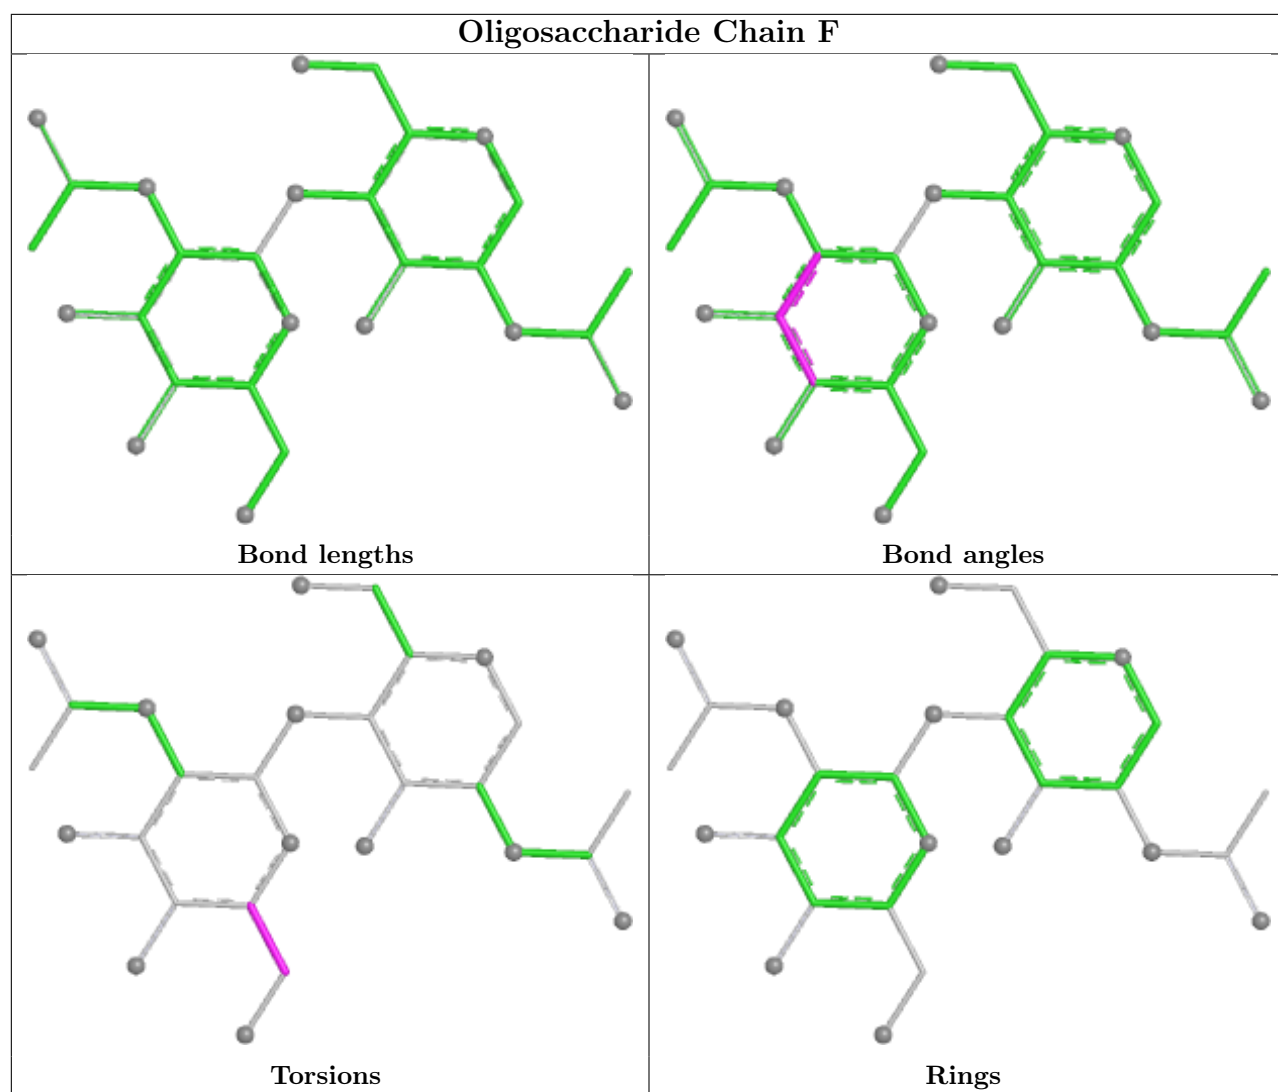 Oligosaccharide Chain F
Bond lengths
Bond angles
Torsions
Rings